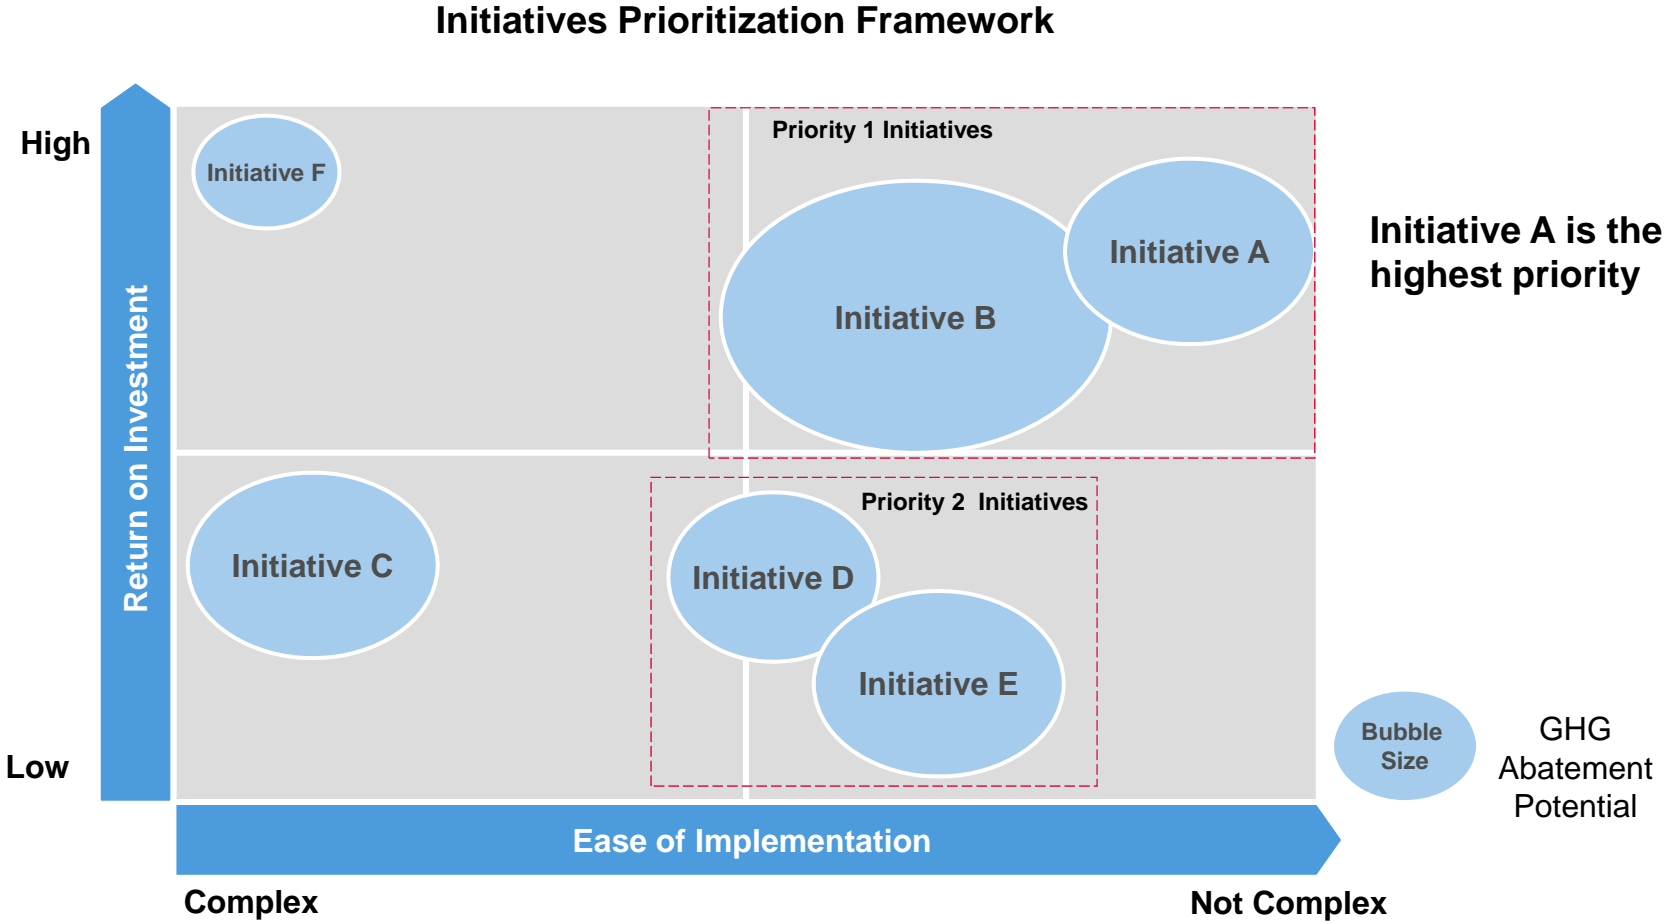 Initiatives Prioritization Framework
High
Low
Return on Investment
Initiative F
Priority 1 Initiatives
Initiative A
Initiative B
Initiative A is the
highest priority
Initiative C
Priority 2  Initiatives
Initiative D
Initiative E
Bubble
Size
GHG
Abatement
Potential
Ease of Implementation
Complex
Not Complex